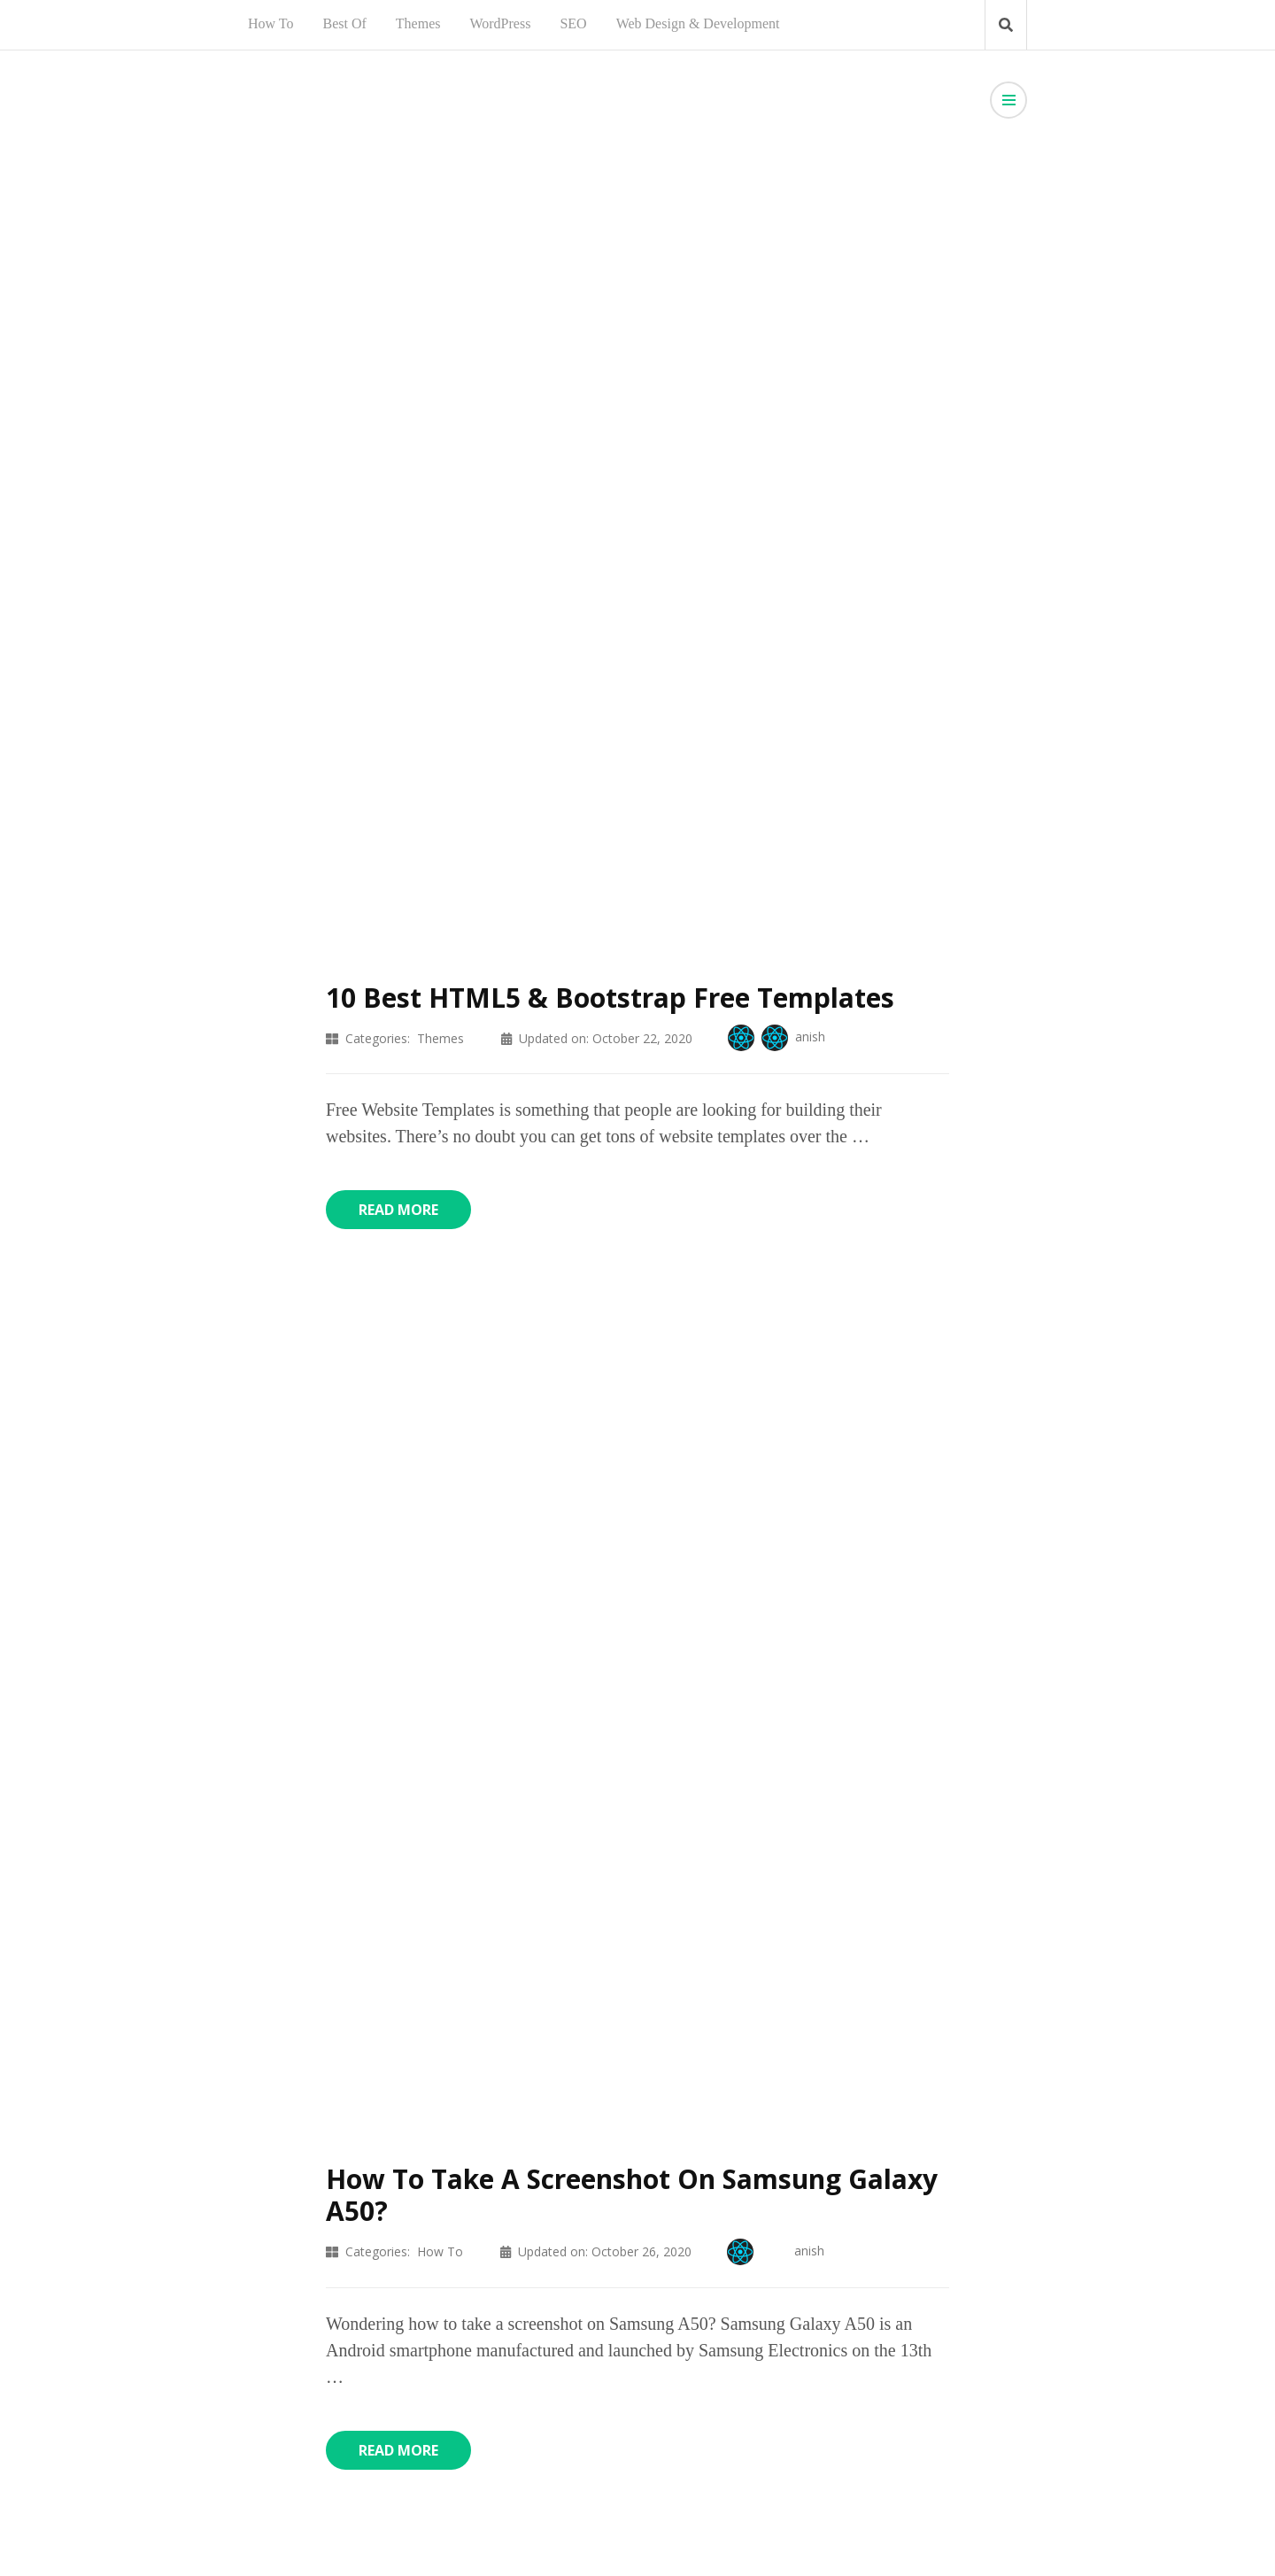 How To Best Of Themes WordPress SEO Web Design & Development
10 Best HTML5 & Bootstrap Free Templates
Categories: Themes Updated on: October 22, 2020 anish
Free Website Templates is something that people are looking for building their
websites. There’s no doubt you can get tons of website templates over the …
READ MORE
How To Take A Screenshot On Samsung Galaxy
A50?
Categories: How To Updated on: October 26, 2020 anish
Wondering how to take a screenshot on Samsung A50? Samsung Galaxy A50 is an
Android smartphone manufactured and launched by Samsung Electronics on the 13th
…
READ MORE